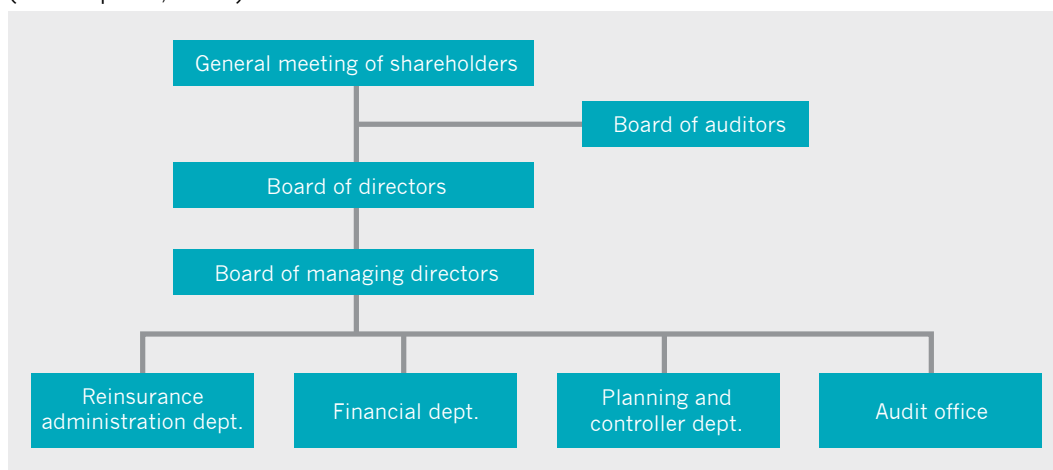 General meeting of shareholders
Board of auditors
Board of directors
Board of managing directors
Reinsurance
administration dept.
Financial dept.
Planning and
controller dept.
Audit office